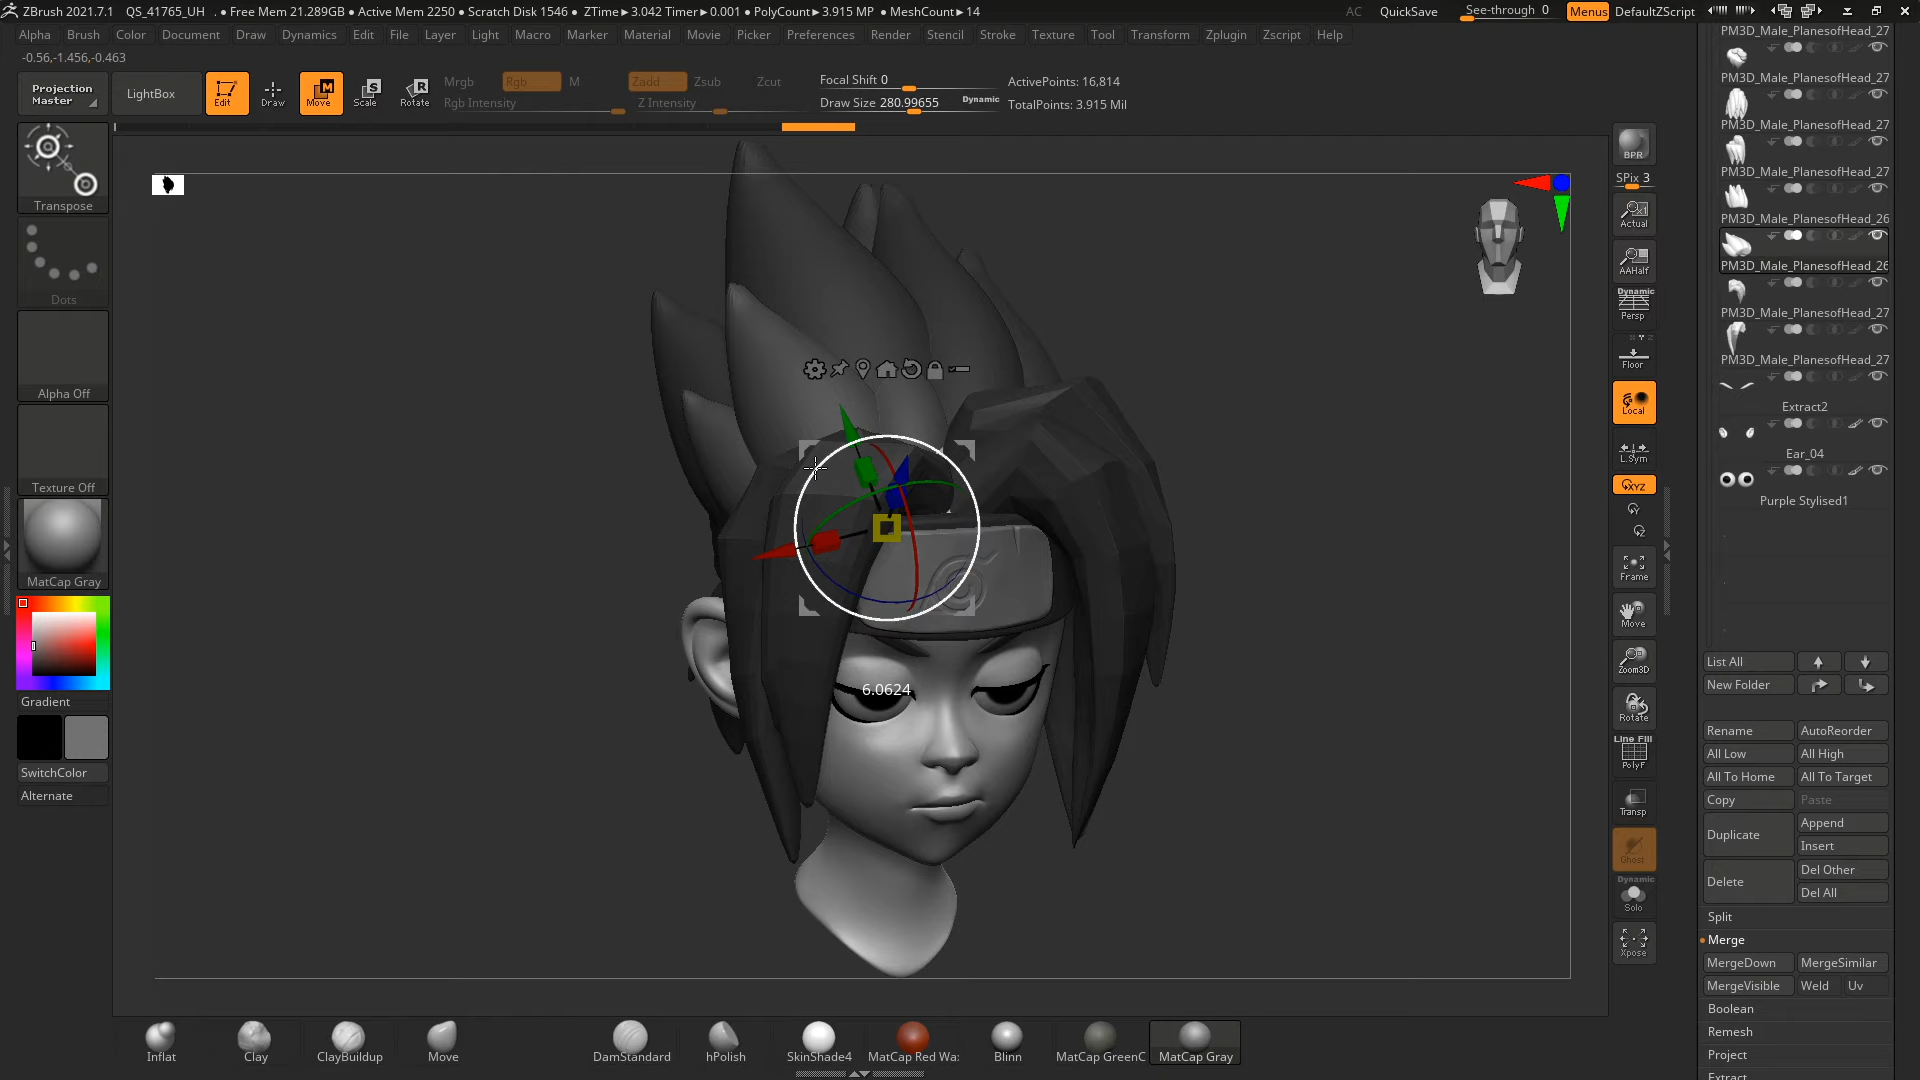 ZBrush 2021.7.1 QS_41765_UH . ● Free Mem 21.289GB ● Active Mem 2250 ● Scratch Disk 1546 ● ZTime►3.042 Timer►0.001 ● PolyCount►3.915 MP ● MeshCount►14 AC QuickSave See-through 0 Menus DefaultZScript
Alpha Brush Color Document Draw Dynamics Edit File Layer Light Macro Marker Material Movie Picker Preferences Render Stencil Stroke Texture Tool Transform Zplugin Zscript Help
-0.56,-1.456,-0.463
Projection Master
LightBox
Edit
Draw
Move
Scale
Rotate
Mrgb Rgb M
Rgb Intensity
Zadd Zsub Zcut
Z Intensity
Focal Shift 0
Draw Size 280.99655 Dynamic
ActivePoints: 16,814
TotalPoints: 3.915 Mil
Transpose
Dots
Alpha Off
Texture Off
MatCap Gray
Gradient
SwitchColor
Alternate
6.0624
BPR
SPix 3
Actual
AAHalf
Dynamic
Persp
Floor
Local
L.Sym
XYZ
Y
Z
Frame
Move
Zoom3D
Rotate
Line Fill
PolyF
Transp
Ghost
Dynamic
Solo
Xpose
PM3D_Male_PlanesofHead_27
PM3D_Male_PlanesofHead_27
PM3D_Male_PlanesofHead_27
PM3D_Male_PlanesofHead_27
PM3D_Male_PlanesofHead_26
PM3D_Male_PlanesofHead_26
PM3D_Male_PlanesofHead_27
PM3D_Male_PlanesofHead_27
Extract2
Ear_04
Purple Stylised1
List All
New Folder
Rename AutoReorder
All Low All High
All To Home All To Target
Copy Paste
Duplicate Append
Insert
Delete Del Other
Del All
Split
Merge
MergeDown MergeSimilar
MergeVisible Weld Uv
Boolean
Remesh
Project
Extract
Inflat Clay ClayBuildup Move DamStandard hPolish SkinShade4 MatCap Red Wa: Blinn MatCap GreenC MatCap Gray